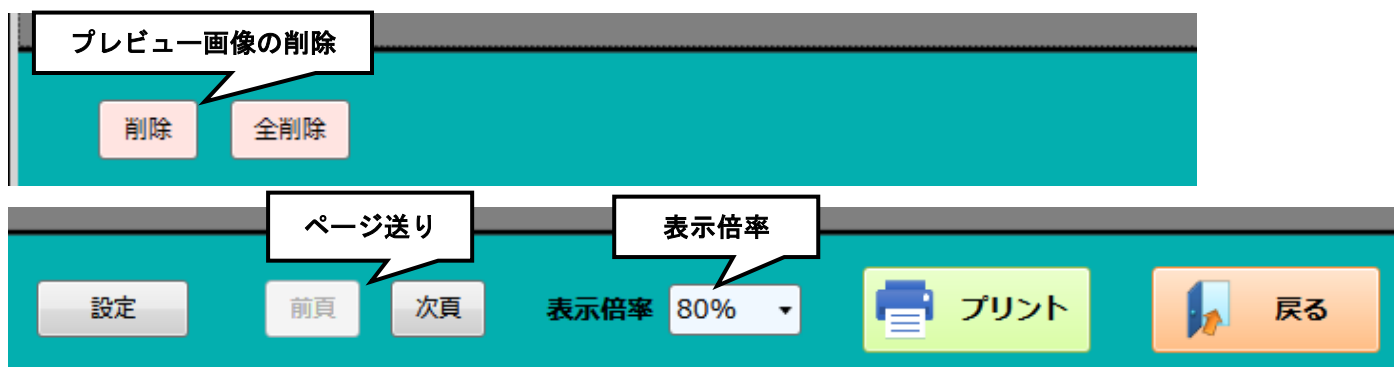 プレビュー画像の削除
削除 全削除
ページ送り 表示倍率
設定 前頁 次頁 表示倍率 80% プリント 戻る